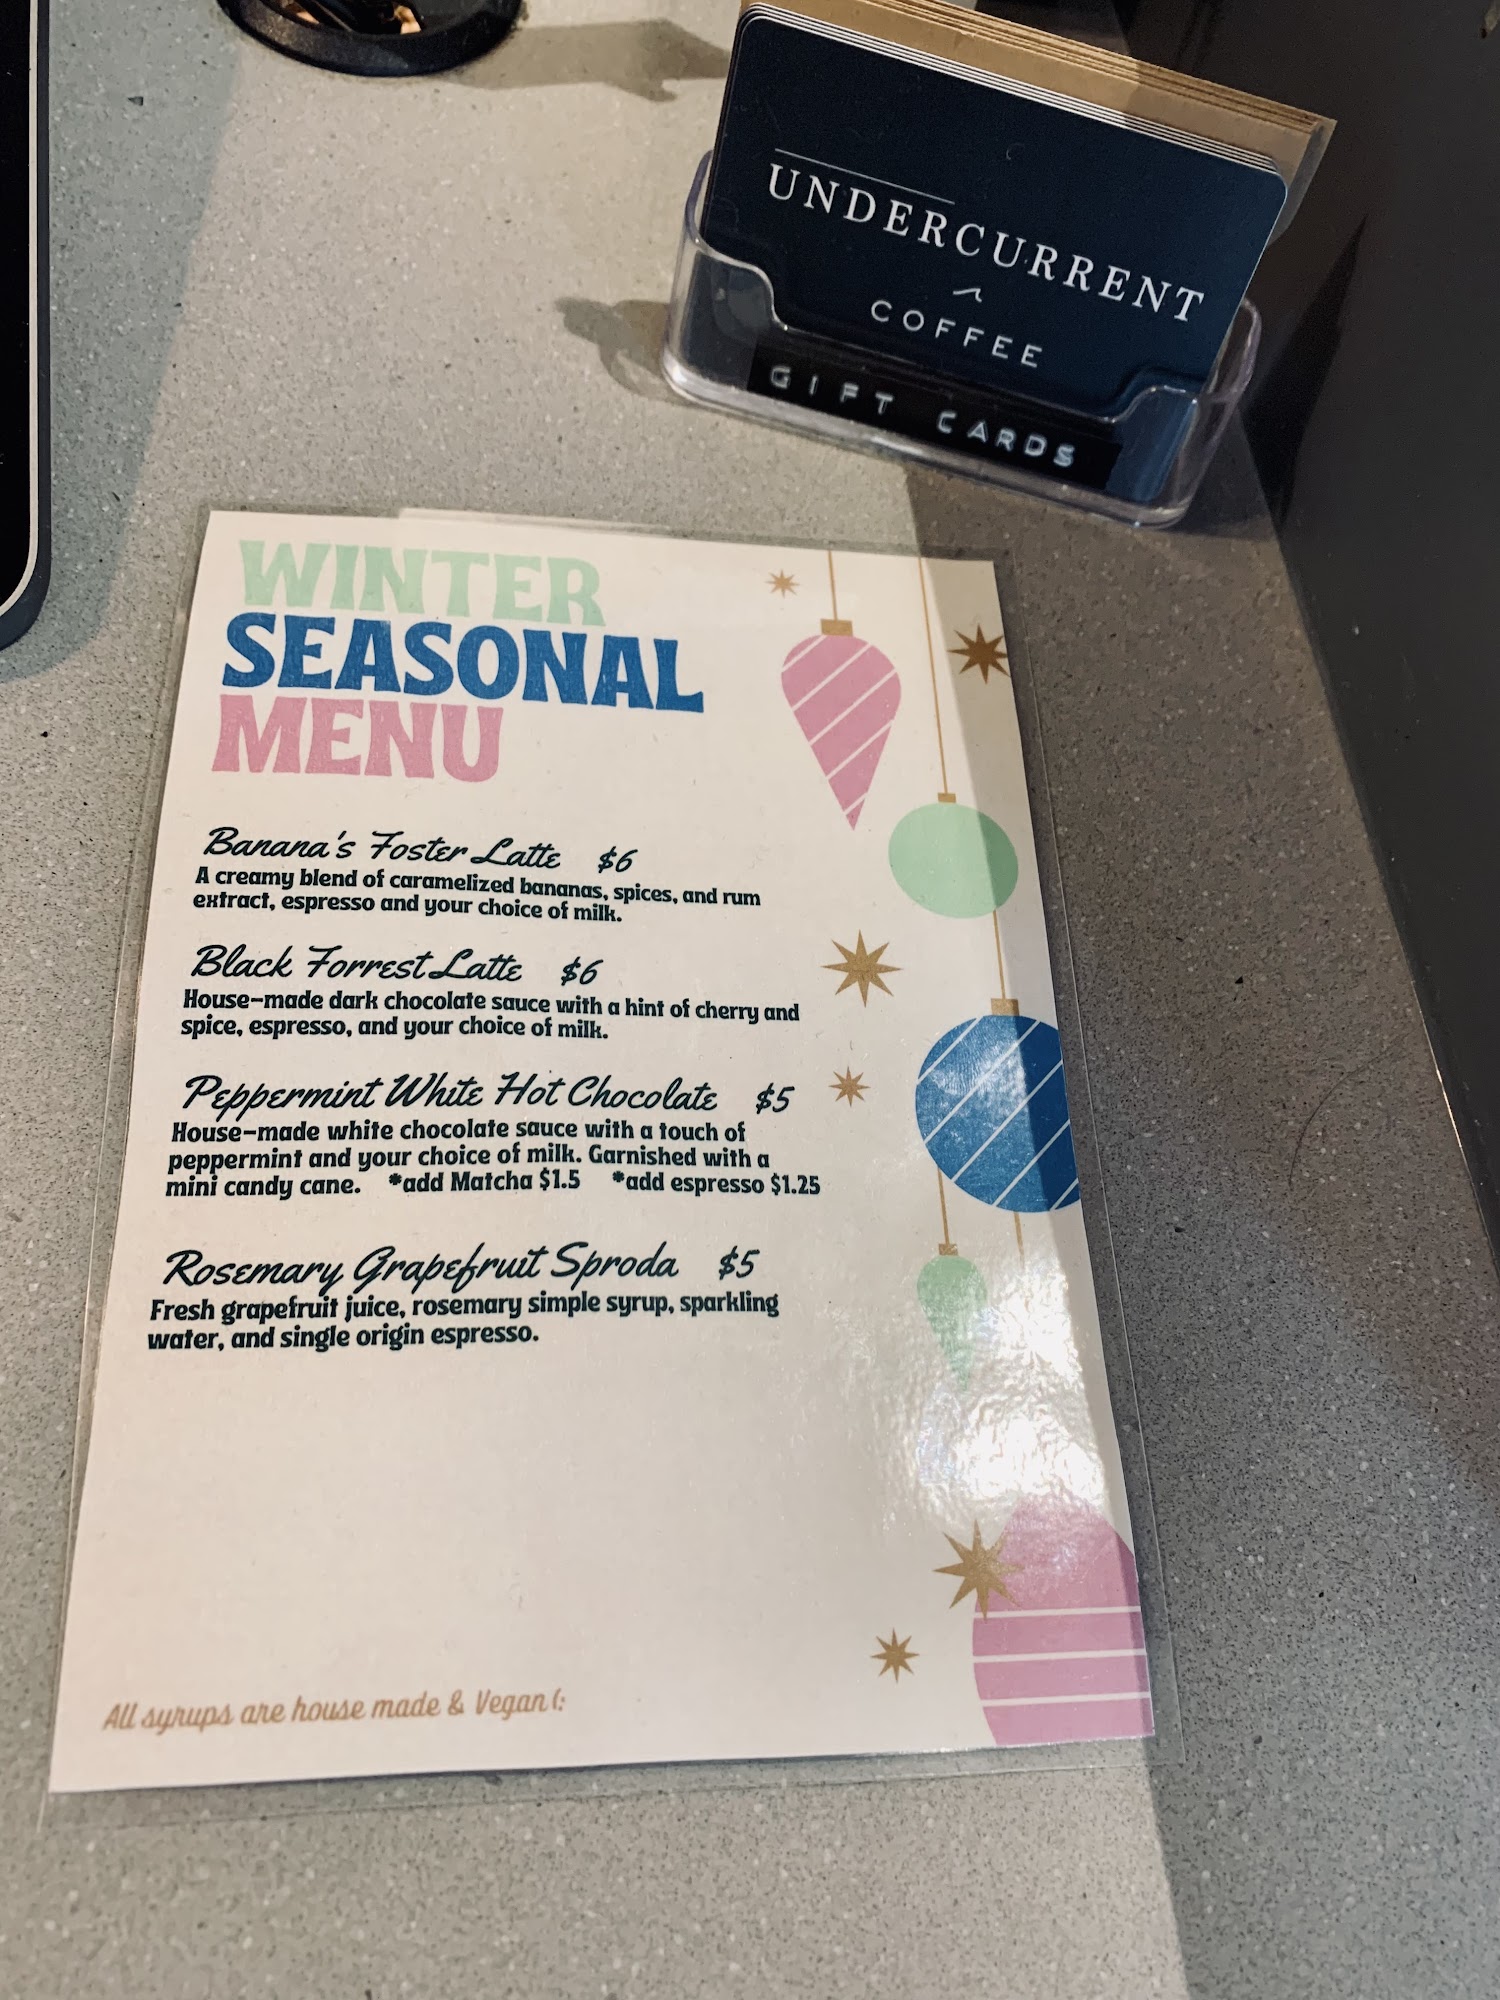 UNDERCURRENT
COFFEE
GIFT CARDS
WINTER
SEASONAL
MENU
Banana's Foster Latte $6
A creamy blend of caramelized bananas, spices, and rum
extract, espresso and your choice of milk.
Black Forrest Latte $6
House-made dark chocolate sauce with a hint of cherry and
spice, espresso, and your choice of milk.
Peppermint White Hot Chocolate $5
House-made white chocolate sauce with a touch of
peppermint and your choice of milk. Garnished with a
mini candy cane. *add Matcha $1.5 *add espresso $1.25
Rosemary Grapefruit Sproda $5
Fresh grapefruit juice, rosemary simple syrup, sparkling
water, and single origin espresso.
All syrups are house made & Vegan (: